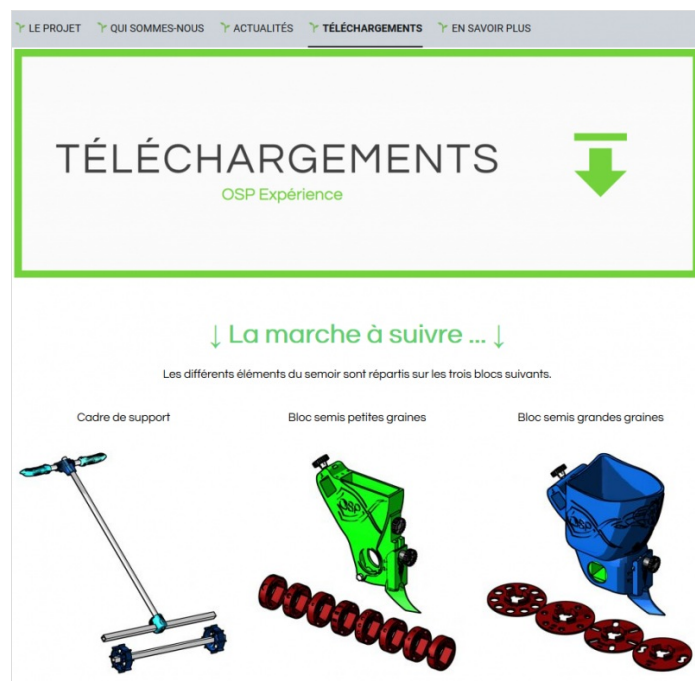 LE PROJET
QUI SOMMES-NOUS
ACTUALITÉS
TÉLÉCHARGEMENTS
EN SAVOIR PLUS
TÉLÉCHARGEMENTS
OSP Expérience
↓ La marche à suivre ... ↓
Les différents éléments du semoir sont répartis sur les trois blocs suivants.
Cadre de support
Bloc semis petites graines
Bloc semis grandes graines